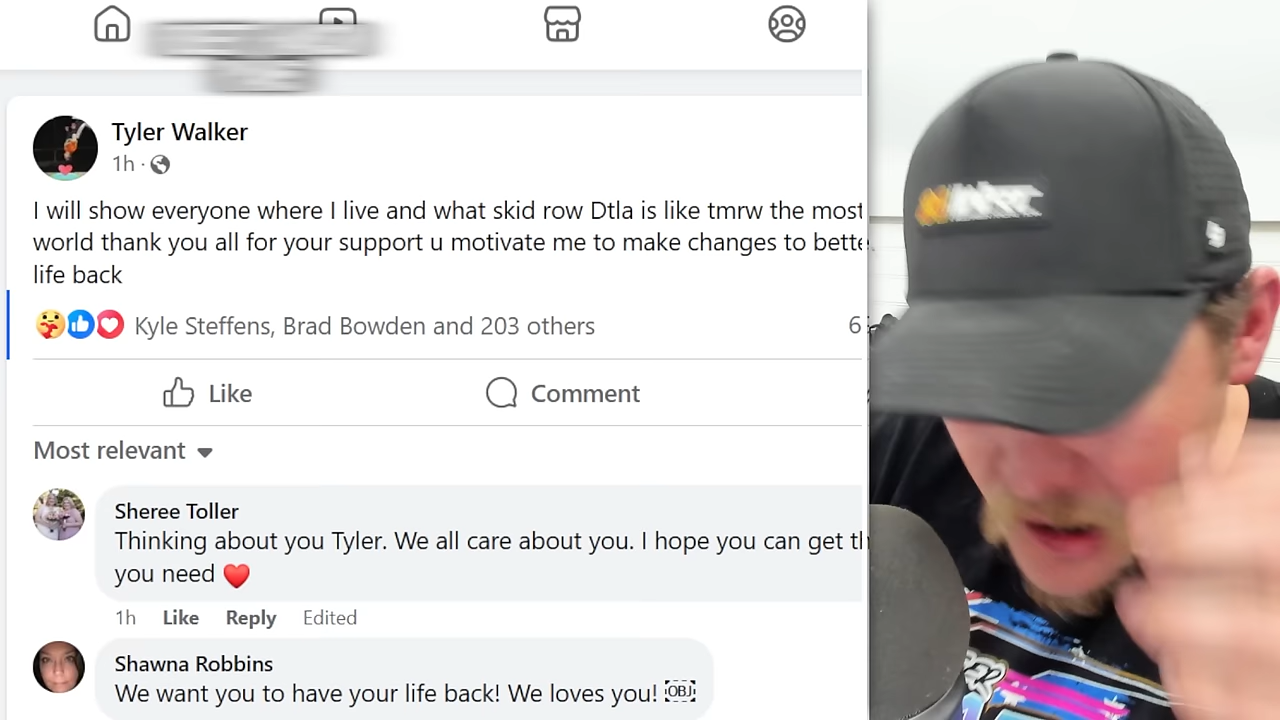 Tyler Walker
1h ·
I will show everyone where I live and what skid row Dtla is like tmrw the most
world thank you all for your support u motivate me to make changes to bette
life back
Kyle Steffens, Brad Bowden and 203 others
6
Like
Comment
Most relevant
Sheree Toller
Thinking about you Tyler. We all care about you. I hope you can get th
you need
1h Like Reply Edited
Shawna Robbins
We want you to have your life back! We loves you! OBJ